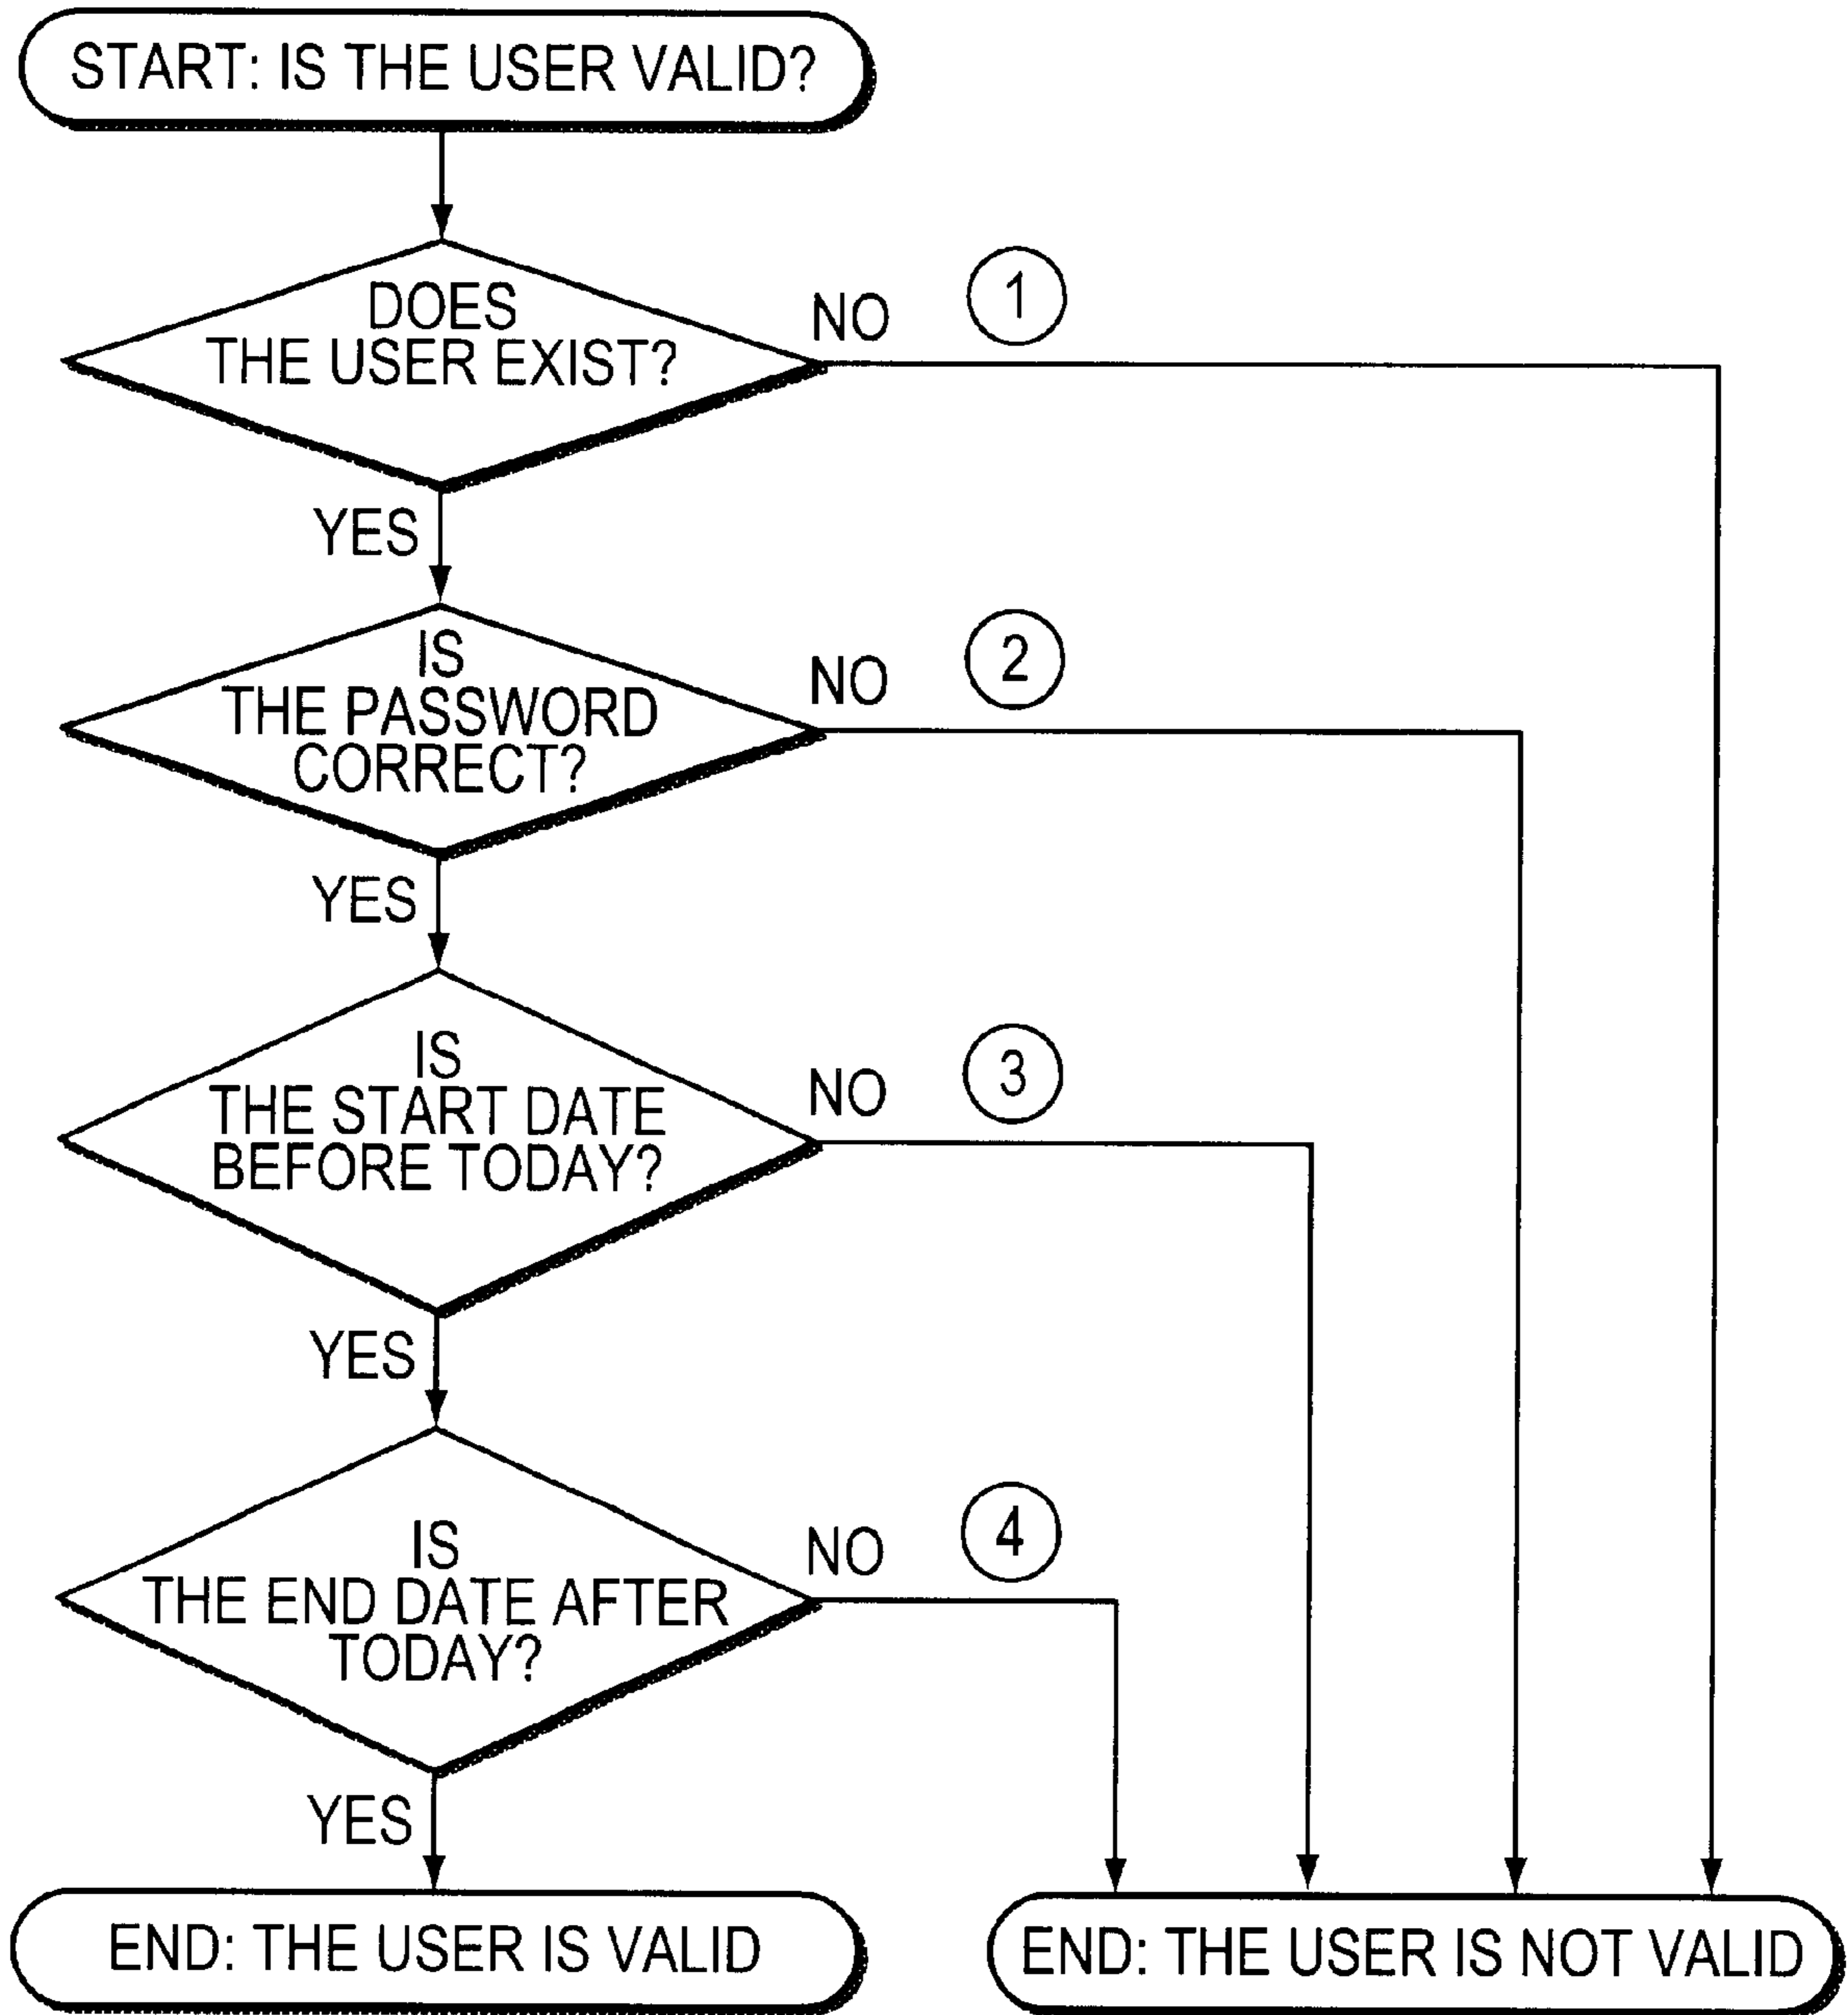 START: IS THE USER VALID?
DOES
THE USER EXIST?
NO
1
YES
IS
THE PASSWORD
CORRECT?
NO
2
YES
IS
THE START DATE
BEFORE TODAY?
NO
3
YES
IS
THE END DATE AFTER
TODAY?
NO
4
YES
END: THE USER IS VALID
END: THE USER IS NOT VALID